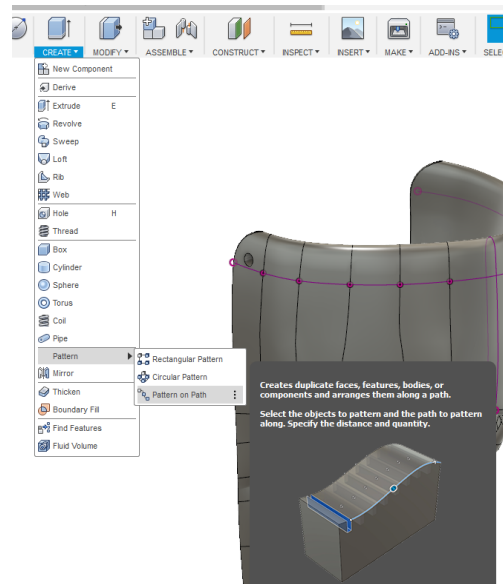 CREATE ▾ MODIFY ▾ ASSEMBLE ▾ CONSTRUCT ▾ INSPECT ▾ INSERT ▾ MAKE ▾ ADD-INS ▾
New Component
Derive
Extrude E
Revolve
Sweep
Loft
Rib
Web
Hole H
Thread
Box
Cylinder
Sphere
Torus
Coil
Pipe
Pattern
Rectangular Pattern
Mirror
Circular Pattern
Thicken
Pattern on Path
Boundary Fill
Find Features
Fluid Volume
Creates duplicate faces, features, bodies, or
components and arranges them along a path.
Select the objects to pattern and the path to pattern
along. Specify the distance and quantity.